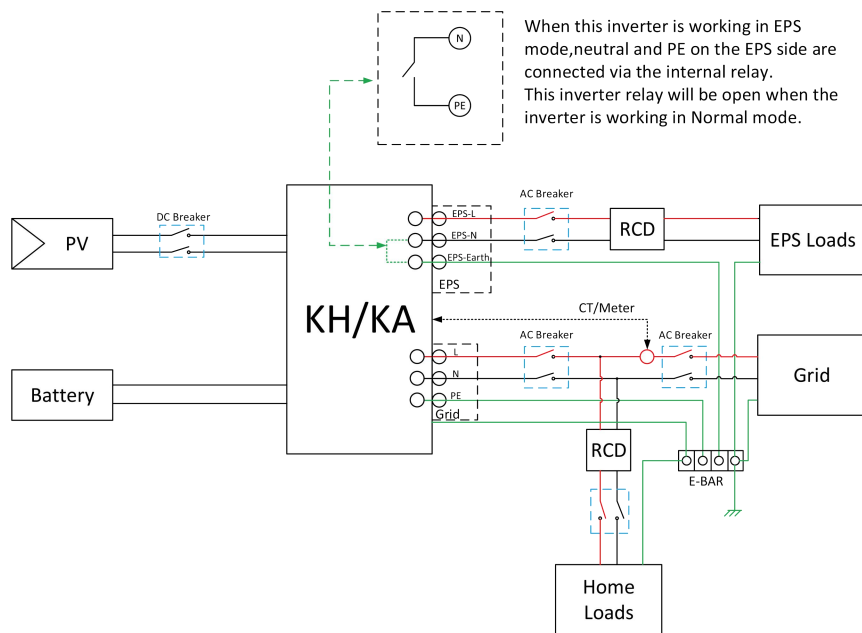 N
PE
When this inverter is working in EPS
mode,neutral and PE on the EPS side are
connected via the internal relay.
This inverter relay will be open when the
inverter is working in Normal mode.
PV
DC Breaker
KH/KA
EPS-L
EPS-N
EPS-Earth
EPS
AC Breaker
RCD
EPS Loads
CT/Meter
Battery
L
N
PE
Grid
AC Breaker
AC Breaker
Grid
RCD
E-BAR
Home
Loads